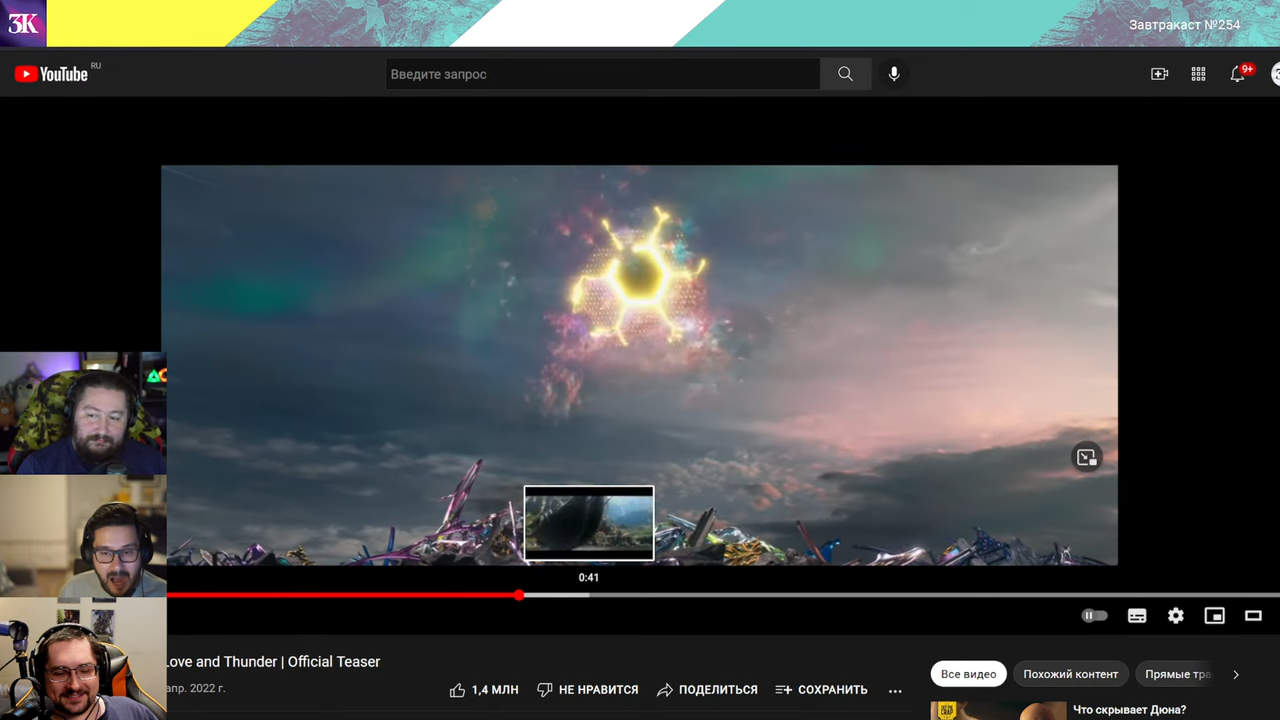 ЗК
Завтракаст №254
YouTube RU
Введите запрос
9+
0:41
Love and Thunder | Official Teaser
апр. 2022 г.
1,4 МЛН
НЕ НРАВИТСЯ
ПОДЕЛИТЬСЯ
СОХРАНИТЬ
Все видео
Похожий контент
Прямые тра
Что скрывает Дюна?